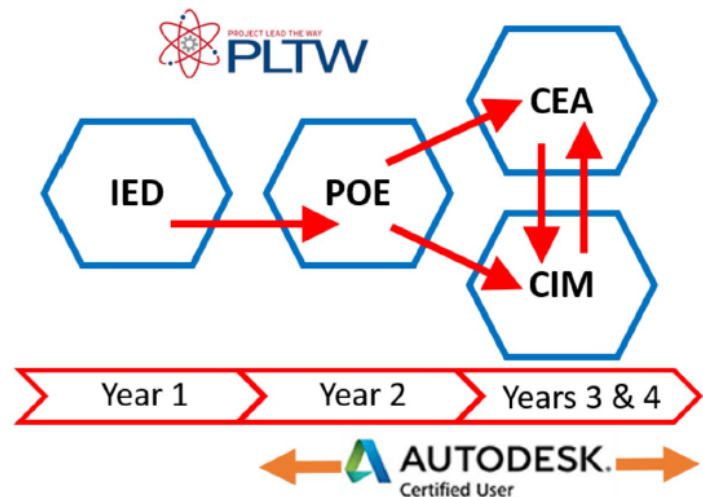 PROJECT LEAD THE WAY
PLTW
CEA
IED
POE
CIM
Year 1
Year 2
Years 3 & 4
AUTODESK.
Certified User